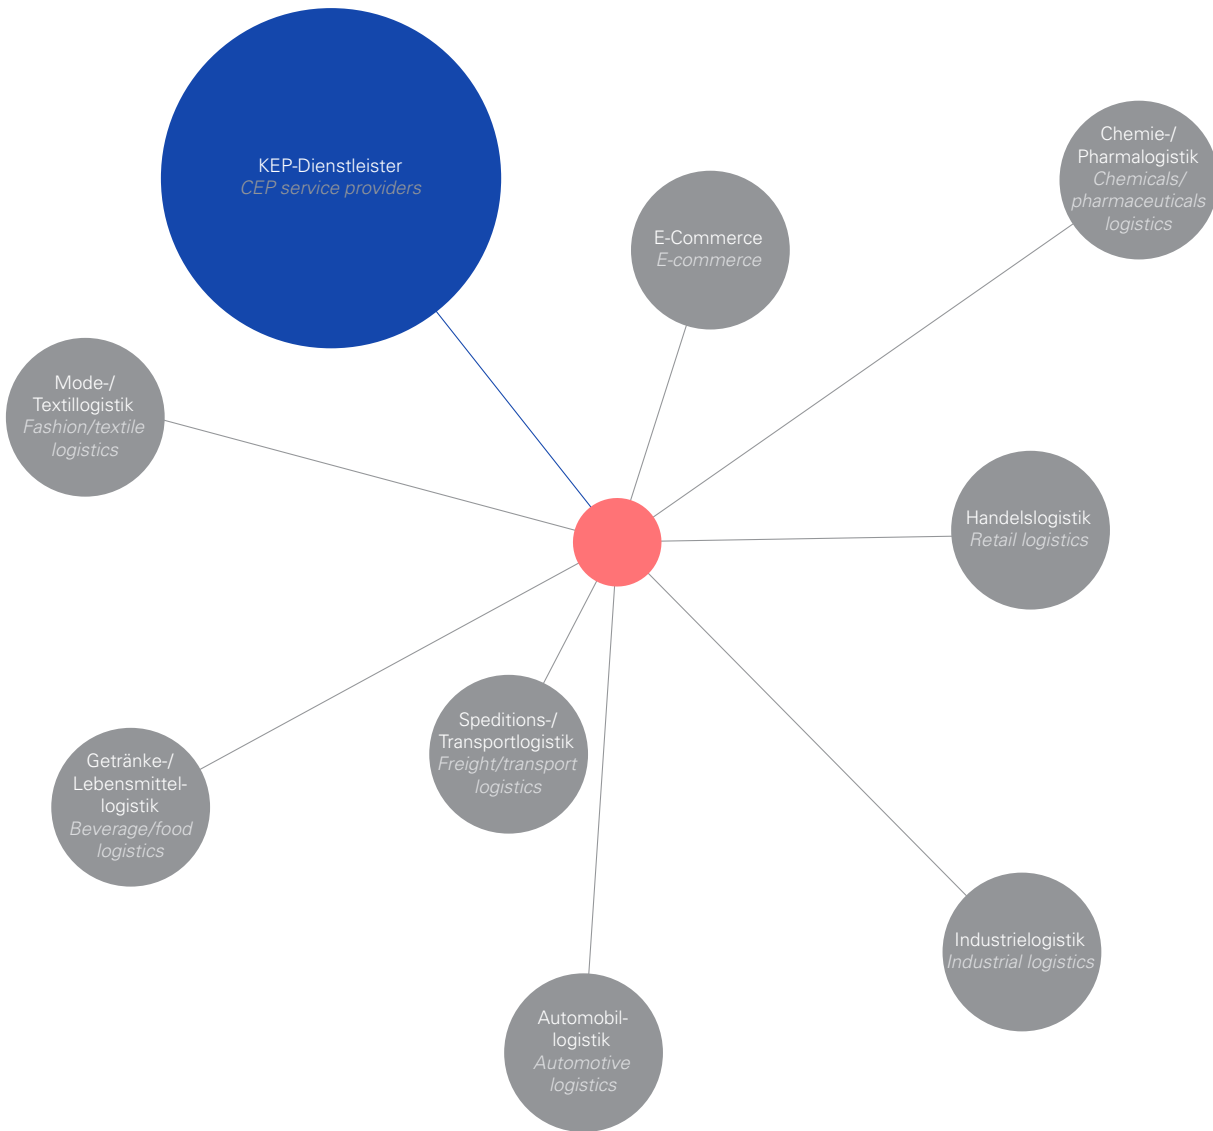 KEP-Dienstleister
CEP service providers
Chemie-/
Pharmalogistik
Chemicals/
pharmaceuticals
logistics
E-Commerce
E-commerce
Mode-/
Textillogistik
Fashion/textile
logistics
Handelslogistik
Retail logistics
Speditions-/
Transportlogistik
Freight/transport
logistics
Getränke-/
Lebensmittel-
logistik
Beverage/food
logistics
Industrielogistik
Industrial logistics
Automobil-
logistik
Automotive
logistics